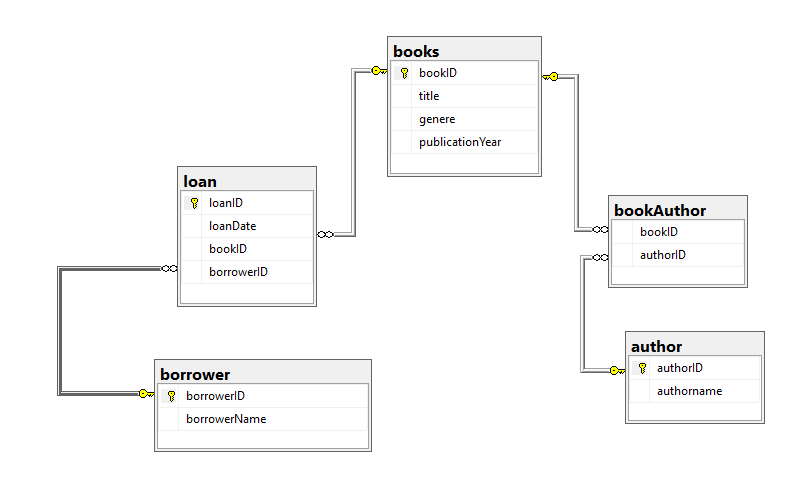 books
bookID
title
genere
publicationYear
loan
loanID
loanDate
bookID
borrowerID
bookAuthor
bookID
authorID
author
authorID
authorname
borrower
borrowerID
borrowerName